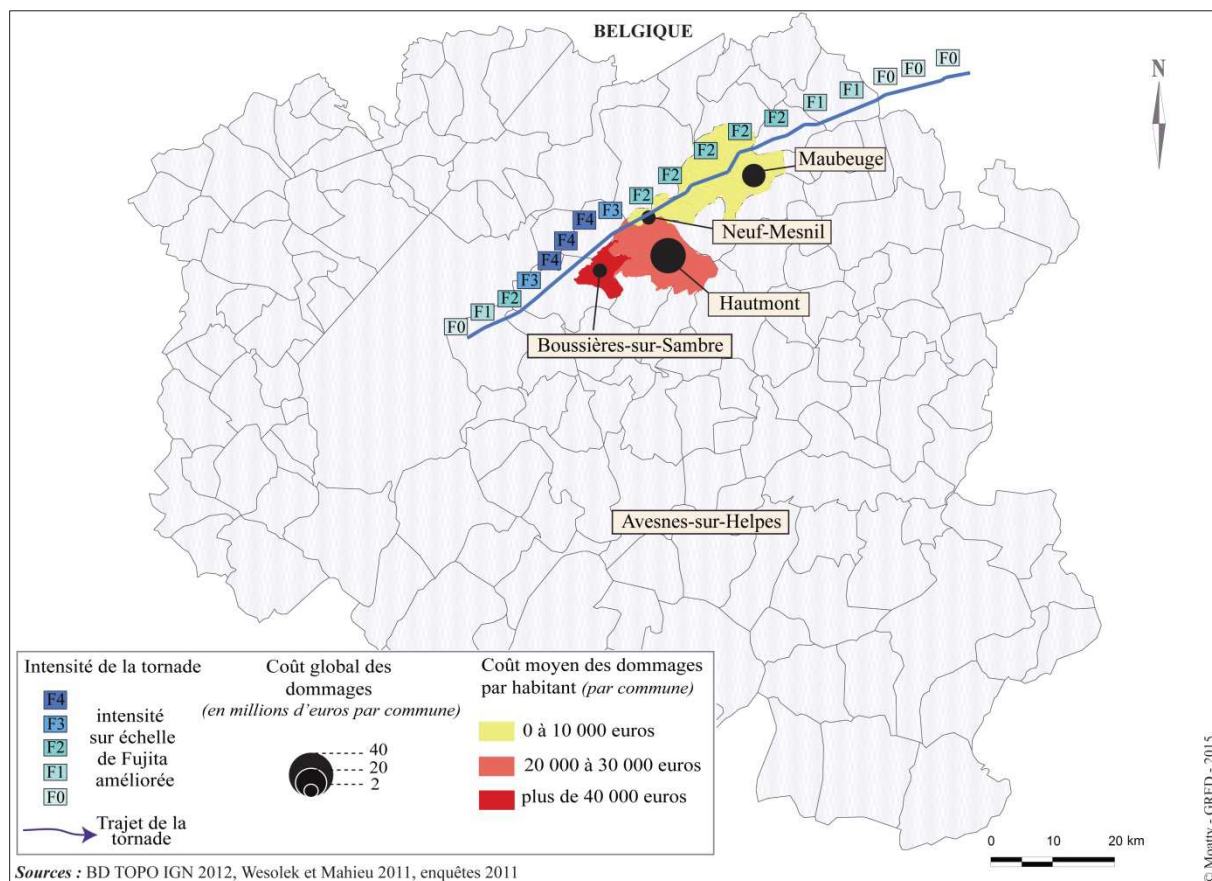 BELGIQUE
N
F0
F0
F0
F1
F1
F2
F2
F2
F2
F2
F3
F4
F4
F4
F3
F2
F1
F0
Maubeuge
Neuf-Mesnil
Hautmont
Boussières-sur-Sambre
Avesnes-sur-Helpes
Intensité de la tornade
F4
F3
F2
F1
F0
intensité
sur échelle
de Fujita
améliorée
Trajet de la
tornade
Coût global des
dommages
(en millions d'euros par commune)
40
20
2
Coût moyen des dommages
par habitant (par commune)
0 à 10 000 euros
20 000 à 30 000 euros
plus de 40 000 euros
0 10 20 km
Sources : BD TOPO IGN 2012, Wesolek et Mahieu 2011, enquêtes 2011
© Moatty - GRED - 2015